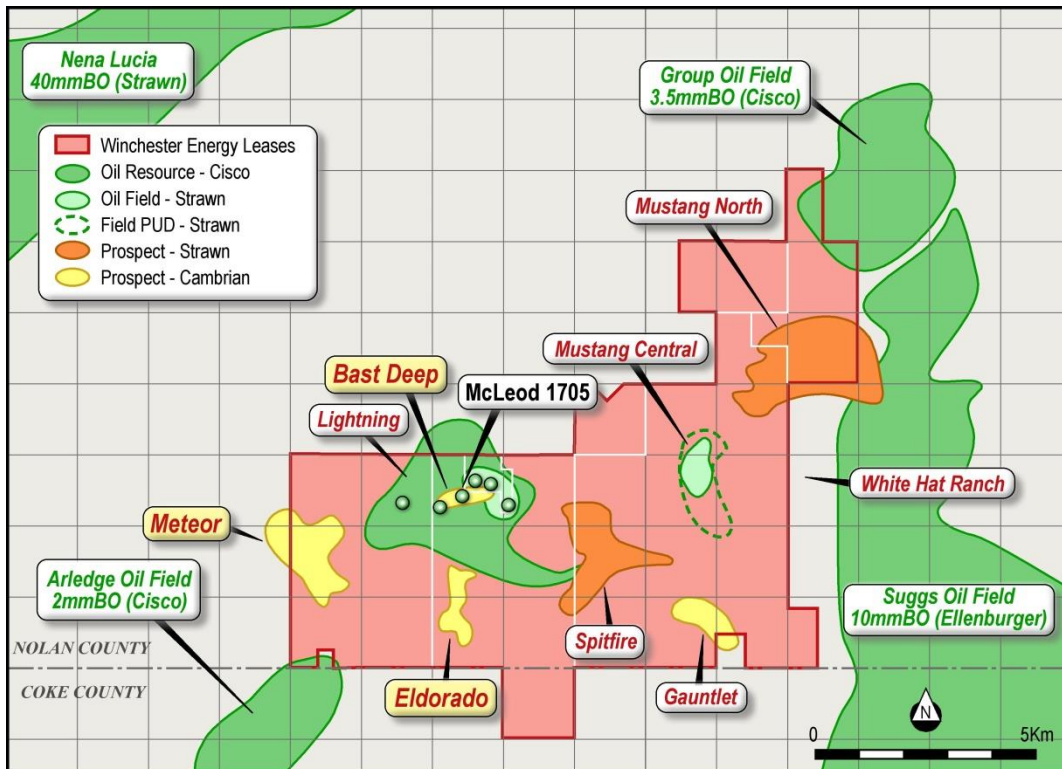 Nena Lucia
40mmBO (Strawn)
Group Oil Field
3.5mmBO (Cisco)
Winchester Energy Leases
Oil Resource - Cisco
Oil Field - Strawn
Field PUD - Strawn
Prospect - Strawn
Prospect - Cambrian
Mustang North
Mustang Central
Bast Deep
McLeod 1705
Lightning
White Hat Ranch
Meteor
Arledge Oil Field
2mmBO (Cisco)
Suggs Oil Field
10mmBO (Ellenburger)
Spitfire
NOLAN COUNTY
COKE COUNTY
Eldorado
Gauntlet
N
0
5Km